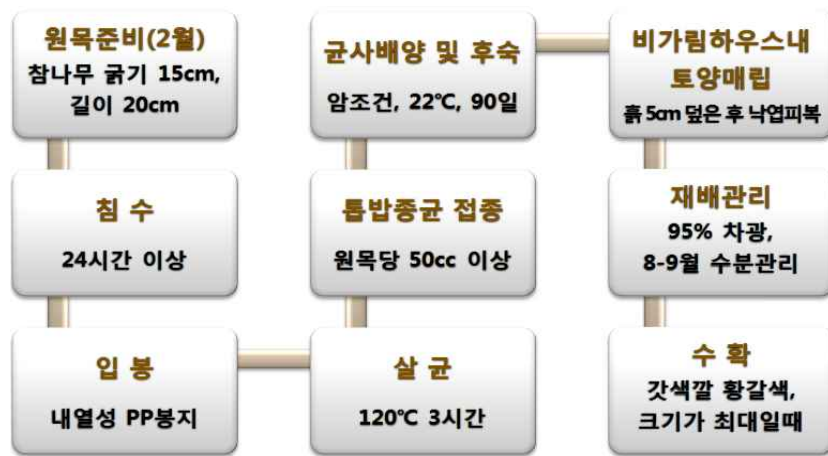 원목준비(2월)
참나무 굵기 15cm,
길이 20cm
침 수
24시간 이상
입 봉
내열성 PP봉지
살 균
120℃ 3시간
톱밥종균 접종
원목당 50cc 이상
균사배양 및 후숙
암조건, 22℃, 90일
비가림하우스내
토양매립
흙 5cm 덮은 후 낙엽피복
재배관리
95% 차광,
8-9월 수분관리
수 확
갓색깔 황갈색,
크기가 최대일때